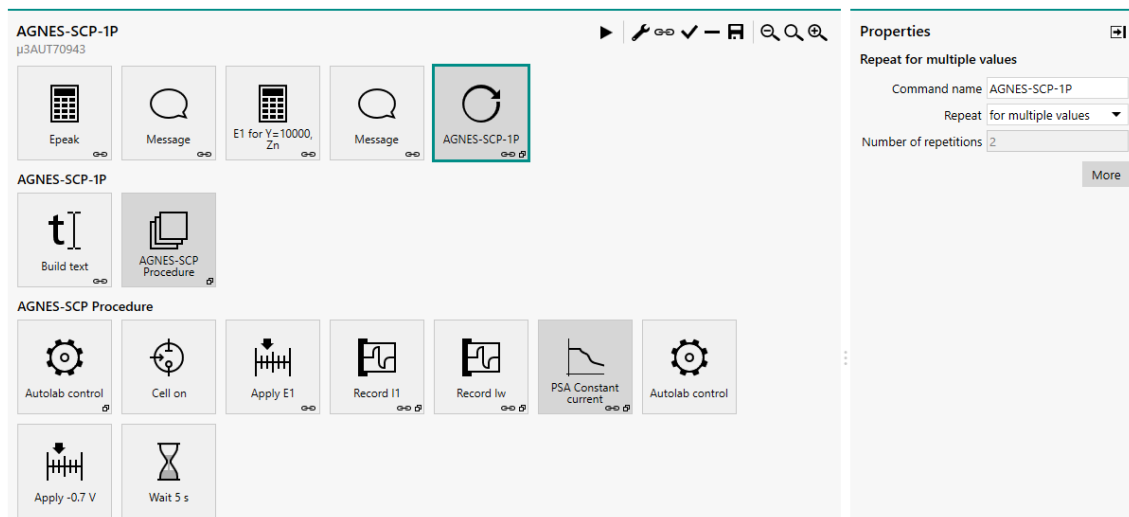 AGNES-SCP-1P
μ3AUT70943
Epeak
Message
E1 for Y=10000,
Zn
Message
AGNES-SCP-1P
AGNES-SCP-1P
t
Build text
AGNES-SCP
Procedure
AGNES-SCP Procedure
Autolab control
Cell on
Apply E1
Record I1
Record Iw
PSA Constant
current
Autolab control
Apply -0.7 V
Wait 5 s
Properties
Repeat for multiple values
Command name AGNES-SCP-1P
Repeat for multiple values
Number of repetitions 2
More